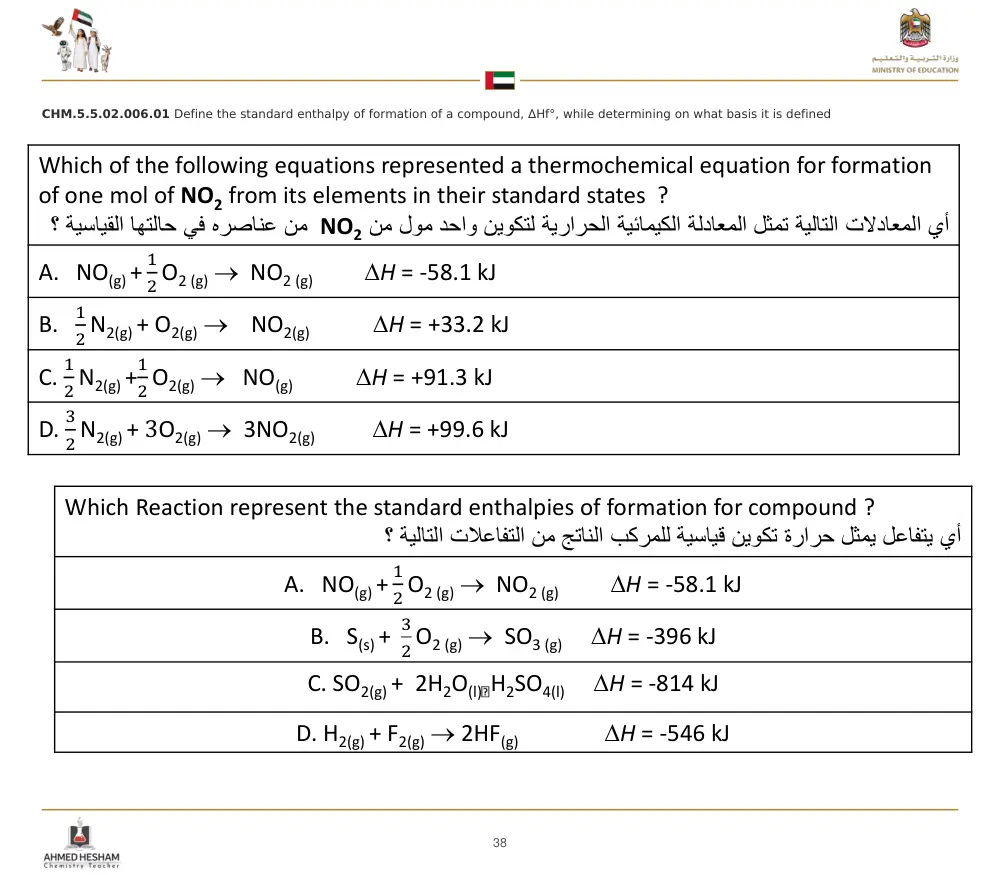 وزارة التربية والتعليم
MINISTRY OF EDUCATION
CHM.5.5.02.006.01 Define the standard enthalpy of formation of a compound, ΔHf°, while determining on what basis it is defined
Which of the following equations represented a thermochemical equation for formation
of one mol of NO₂ from its elements in their standard states ?
أي المعادلات التالية تمثل المعادلة الكيمائية الحرارية لتكوين واحد مول من NO₂ من عناصره في حالتها القياسية ؟
A. NO(g) + 1/2 O₂ (g) → NO₂ (g) ΔH = -58.1 kJ
B. 1/2 N₂(g) + O₂(g) → NO₂(g) ΔH = +33.2 kJ
C. 1/2 N₂(g) + 1/2 O₂(g) → NO(g) ΔH = +91.3 kJ
D. 3/2 N₂(g) + 3O₂(g) → 3NO₂(g) ΔH = +99.6 kJ
Which Reaction represent the standard enthalpies of formation for compound ?
أي يتفاعل يمثل حرارة تكوين قياسية للمركب الناتج من التفاعلات التالية ؟
A. NO(g) + 1/2 O₂ (g) → NO₂ (g) ΔH = -58.1 kJ
B. S(s) + 3/2 O₂ (g) → SO₃ (g) ΔH = -396 kJ
C. SO₂(g) + 2H₂O(l)⍰H₂SO₄(l) ΔH = -814 kJ
D. H₂(g) + F₂(g) → 2HF(g) ΔH = -546 kJ
38
AHMED HESHAM
Chemistry Teacher